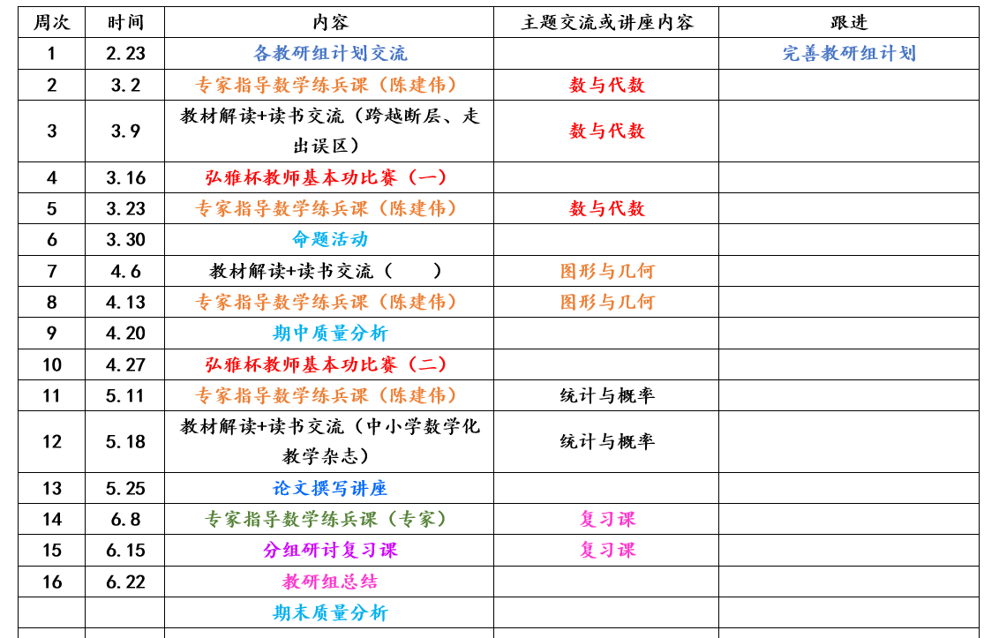 周次 时间 内容 主题交流或讲座内容 跟进
1 2.23 各教研组计划交流 完善教研组计划
2 3.2 专家指导数学练兵课（陈建伟） 数与代数
教材解读+读书交流（跨越断层、走
3 3.9 数与代数
出误区）
4 3.16 弘雅杯教师基本功比赛（一）
5 3.23 专家指导数学练兵课（陈建伟） 数与代数
6 3.30 命题活动
7 4.6 教材解读+读书交流（　　） 图形与几何
8 4.13 专家指导数学练兵课（陈建伟） 图形与几何
9 4.20 期中质量分析
10 4.27 弘雅杯教师基本功比赛（二）
11 5.11 专家指导数学练兵课（陈建伟） 统计与概率
教材解读+读书交流（中小学数学化
12 5.18 统计与概率
教学杂志）
13 5.25 论文撰写讲座
14 6.8 专家指导数学练兵课（专家） 复习课
15 6.15 分组研讨复习课 复习课
16 6.22 教研组总结
期末质量分析